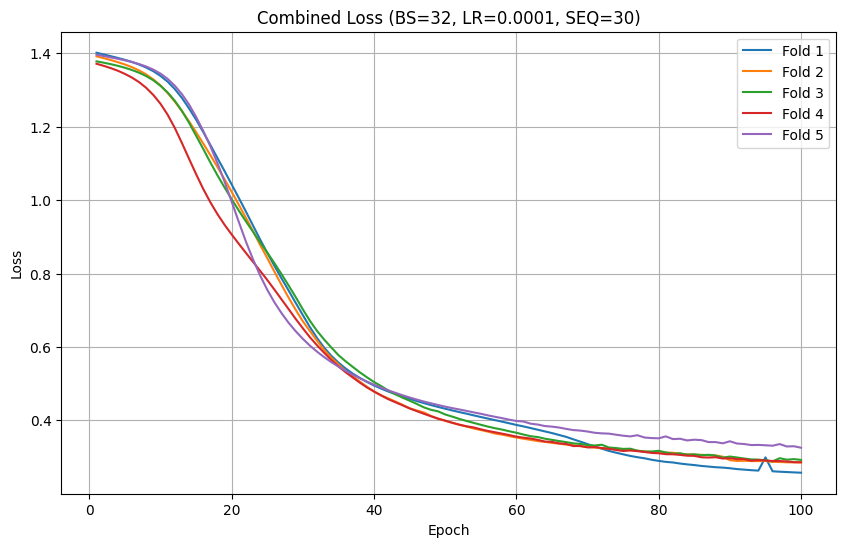 Combined Loss (BS=32, LR=0.0001, SEQ=30)
Fold 1
Fold 2
Fold 3
Fold 4
Fold 5
Loss
1.4
1.2
1.0
0.8
0.6
0.4
0 20 40 60 80 100
Epoch